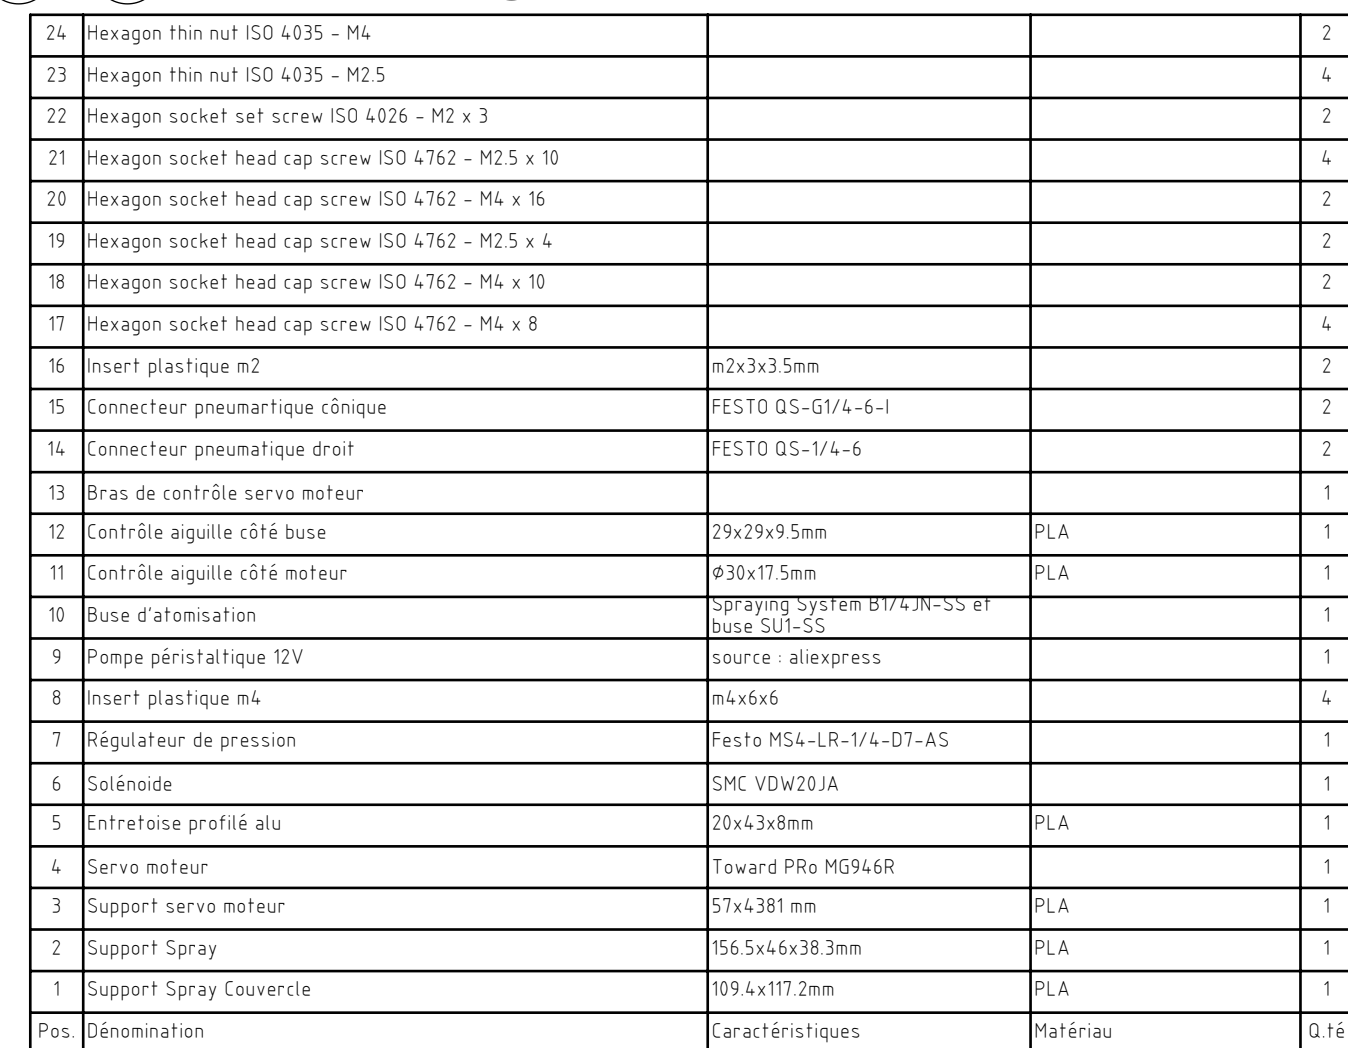 24 Hexagon thin nut ISO 4035 - M4 2
23 Hexagon thin nut ISO 4035 - M2.5 4
22 Hexagon socket set screw ISO 4026 - M2 x 3 2
21 Hexagon socket head cap screw ISO 4762 - M2.5 x 10 4
20 Hexagon socket head cap screw ISO 4762 - M4 x 16 2
19 Hexagon socket head cap screw ISO 4762 - M2.5 x 4 2
18 Hexagon socket head cap screw ISO 4762 - M4 x 10 2
17 Hexagon socket head cap screw ISO 4762 - M4 x 8 4
16 Insert plastique m2 m2x3x3.5mm 2
15 Connecteur pneumartique cônique FESTO QS-G1/4-6-I 2
14 Connecteur pneumatique droit FESTO QS-1/4-6 2
13 Bras de contrôle servo moteur 1
12 Contrôle aiguille côté buse 29x29x9.5mm PLA 1
11 Contrôle aiguille côté moteur Ø30x17.5mm PLA 1
10 Buse d'atomisation Spraying System B1/4JN-SS et
buse SU1-SS 1
9 Pompe péristaltique 12V source : aliexpress 1
8 Insert plastique m4 m4x6x6 4
7 Régulateur de pression Festo MS4-LR-1/4-D7-AS 1
6 Solénoide SMC VDW20JA 1
5 Entretoise profilé alu 20x43x8mm PLA 1
4 Servo moteur Toward PRo MG946R 1
3 Support servo moteur 57x4381 mm PLA 1
2 Support Spray 156.5x46x38.3mm PLA 1
1 Support Spray Couvercle 109.4x117.2mm PLA 1
Pos. Dénomination Caractéristiques Matériau Q.té